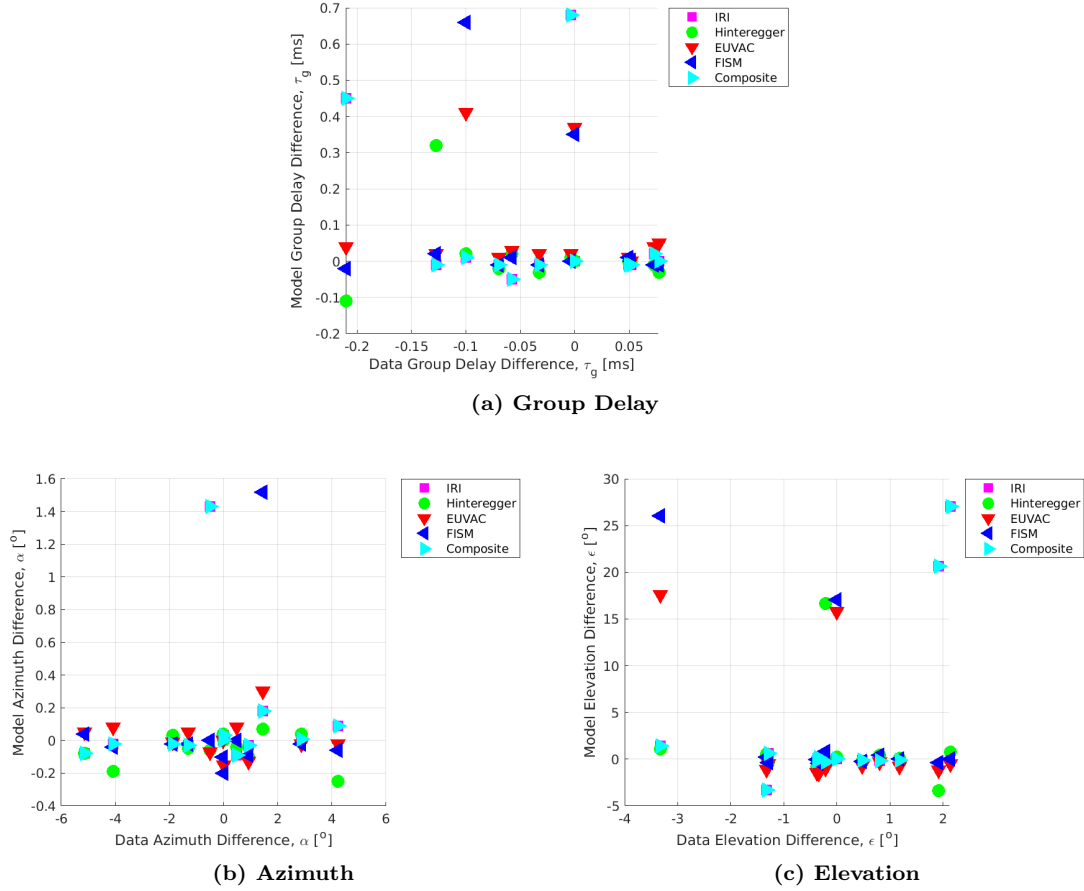 0.7
0.6
0.5
0.4
0.3
0.2
0.1
0
-0.1
-0.2
Model Group Delay Difference, τg [ms]
-0.2 -0.15 -0.1 -0.05 0 0.05
Data Group Delay Difference, τg [ms]
IRI
Hinteregger
EUVAC
FISM
Composite
(a) Group Delay
1.6
1.4
1.2
1
0.8
0.6
0.4
0.2
0
-0.2
-0.4
Model Azimuth Difference, α [°]
-6 -4 -2 0 2 4 6
Data Azimuth Difference, α [°]
IRI
Hinteregger
EUVAC
FISM
Composite
(b) Azimuth
30
25
20
15
10
5
0
-5
Model Elevation Difference, ϵ [°]
-4 -3 -2 -1 0 1 2
Data Elevation Difference, ϵ [°]
IRI
Hinteregger
EUVAC
FISM
Composite
(c) Elevation